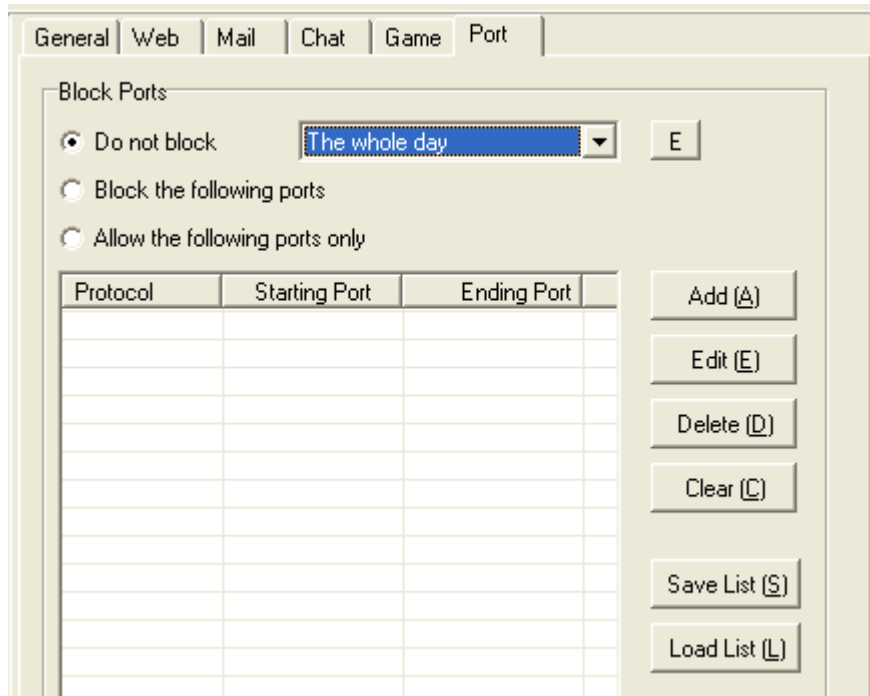 General Web Mail Chat Game Port
Block Ports
Do not block The whole day E
Block the following ports
Allow the following ports only
Protocol Starting Port Ending Port
Add (A)
Edit (E)
Delete (D)
Clear (C)
Save List (S)
Load List (L)